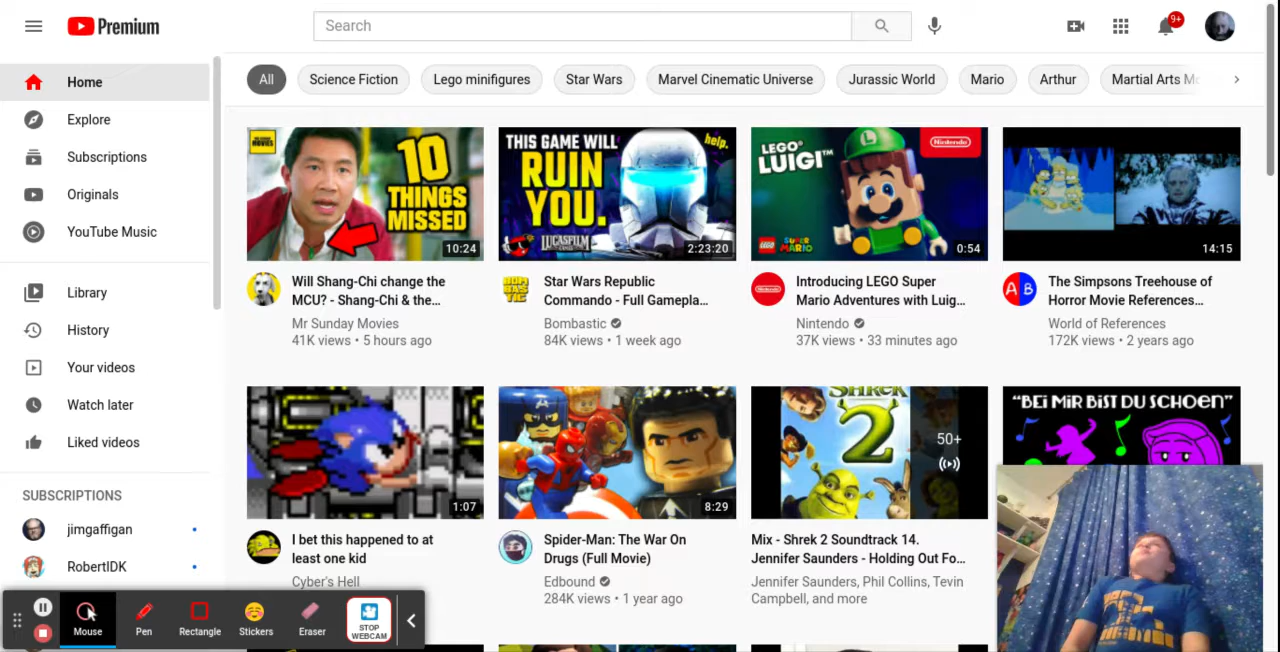 Premium
Search
9+
Home
Explore
Subscriptions
Originals
YouTube Music
Library
History
Your videos
Watch later
Liked videos
SUBSCRIPTIONS
jimgaffigan
RobertIDK
All
Science Fiction
Lego minifigures
Star Wars
Marvel Cinematic Universe
Jurassic World
Mario
Arthur
Martial Arts Mo
MOVIES
10
THINGS
MISSED
10:24
Will Shang-Chi change the
MCU? - Shang-Chi & the…
Mr Sunday Movies
41K views • 5 hours ago
THIS GAME WILL
RUIN
YOU.
help.
LUCASFILM
2:23:20
BOM
BAS
TIC
Star Wars Republic
Commando - Full Gamepla…
Bombastic
84K views • 1 week ago
LEGO
LUIGI™
Nintendo
LEGO
SUPER
MARIO
0:54
Nintendo
Introducing LEGO Super
Mario Adventures with Luig…
Nintendo
37K views • 33 minutes ago
14:15
A B
The Simpsons Treehouse of
Horror Movie References…
World of References
172K views • 2 years ago
1:07
I bet this happened to at
least one kid
Cyber's Hell
8:29
Spider-Man: The War On
Drugs (Full Movie)
Edbound
284K views • 1 year ago
SHREK
2
50+
Mix - Shrek 2 Soundtrack 14.
Jennifer Saunders - Holding Out Fo…
Jennifer Saunders, Phil Collins, Tevin
Campbell, and more
"BEI MIR BIST DU SCHOEN"
Mouse
Pen
Rectangle
Stickers
Eraser
STOP
WEBCAM